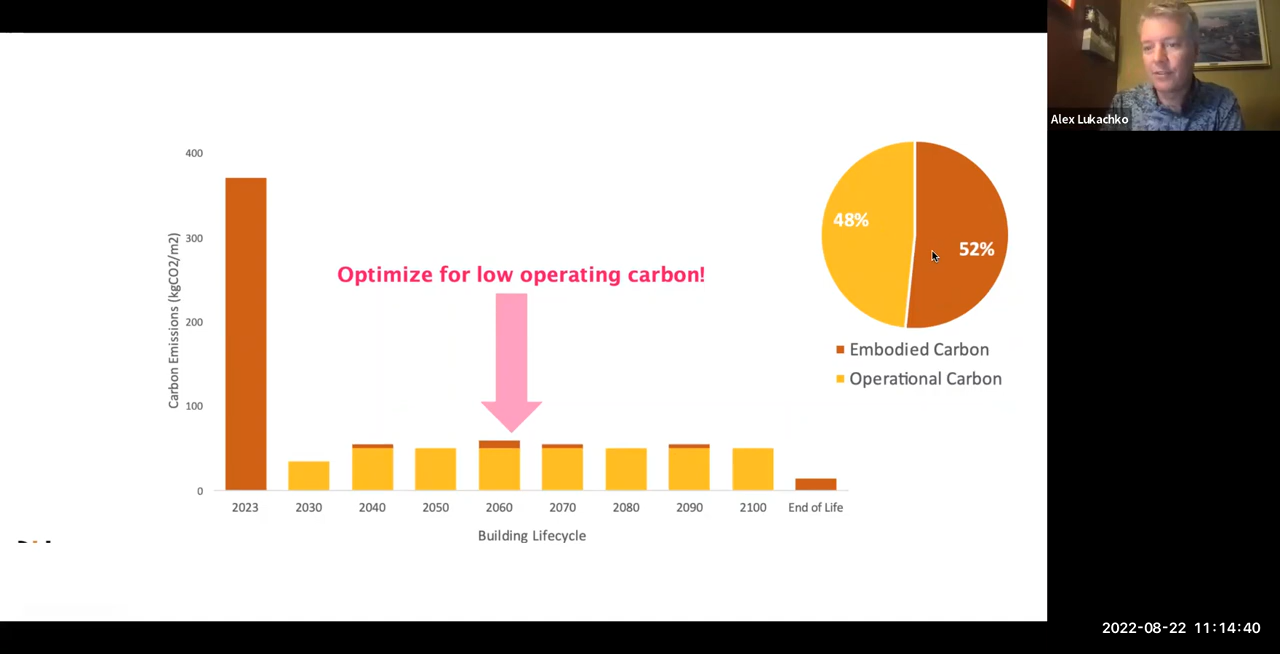 Alex Lukachko
400
300
200
100
0
Carbon Emissions (kgCO2/m2)
Optimize for low operating carbon!
48%
52%
Embodied Carbon
Operational Carbon
2023 2030 2040 2050 2060 2070 2080 2090 2100 End of Life
Building Lifecycle
2022-08-22 11:14:40